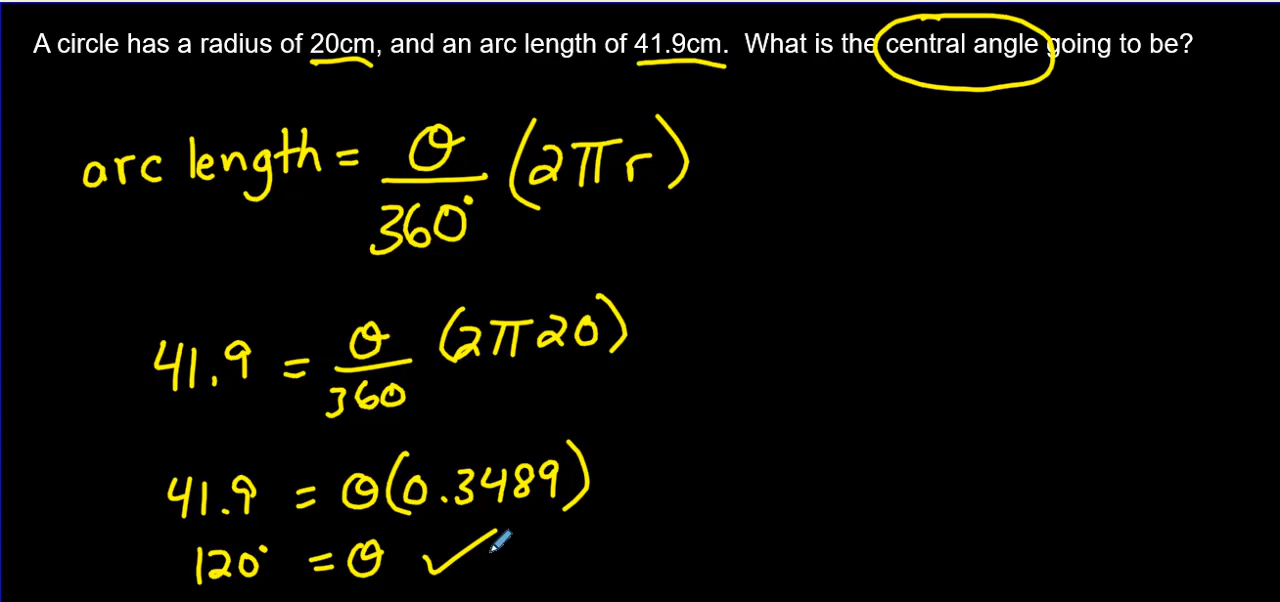 A circle has a radius of 20cm, and an arc length of 41.9cm. What is the central angle going to be?
arc length = θ/360° (2πr)
41.9 = θ/360 (2π20)
41.9 = θ(0.3489)
120° = θ ✓